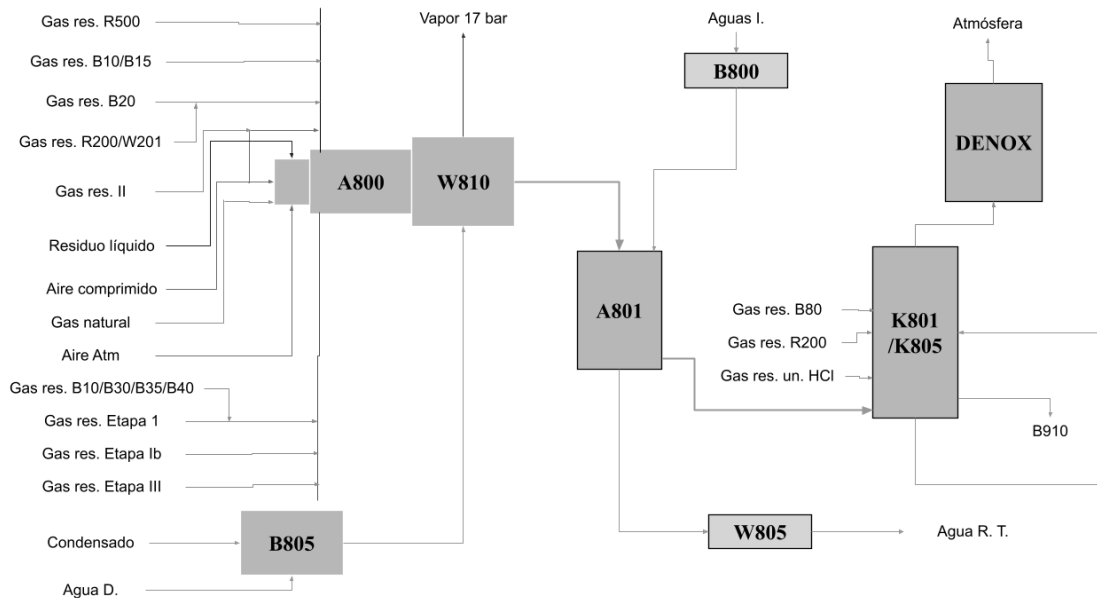 Gas res. R500
Gas res. B10/B15
Gas res. B20
Gas res. R200/W201
Gas res. II
Residuo líquido
Aire comprimido
Gas natural
Aire Atm
Gas res. B10/B30/B35/B40
Gas res. Etapa 1
Gas res. Etapa Ib
Gas res. Etapa III
Condensado
Agua D.
B805
A800
W810
Vapor 17 bar
Aguas I.
B800
A801
W805
Agua R. T.
Gas res. B80
Gas res. R200
Gas res. un. HCl
K801
/K805
B910
DENOX
Atmósfera